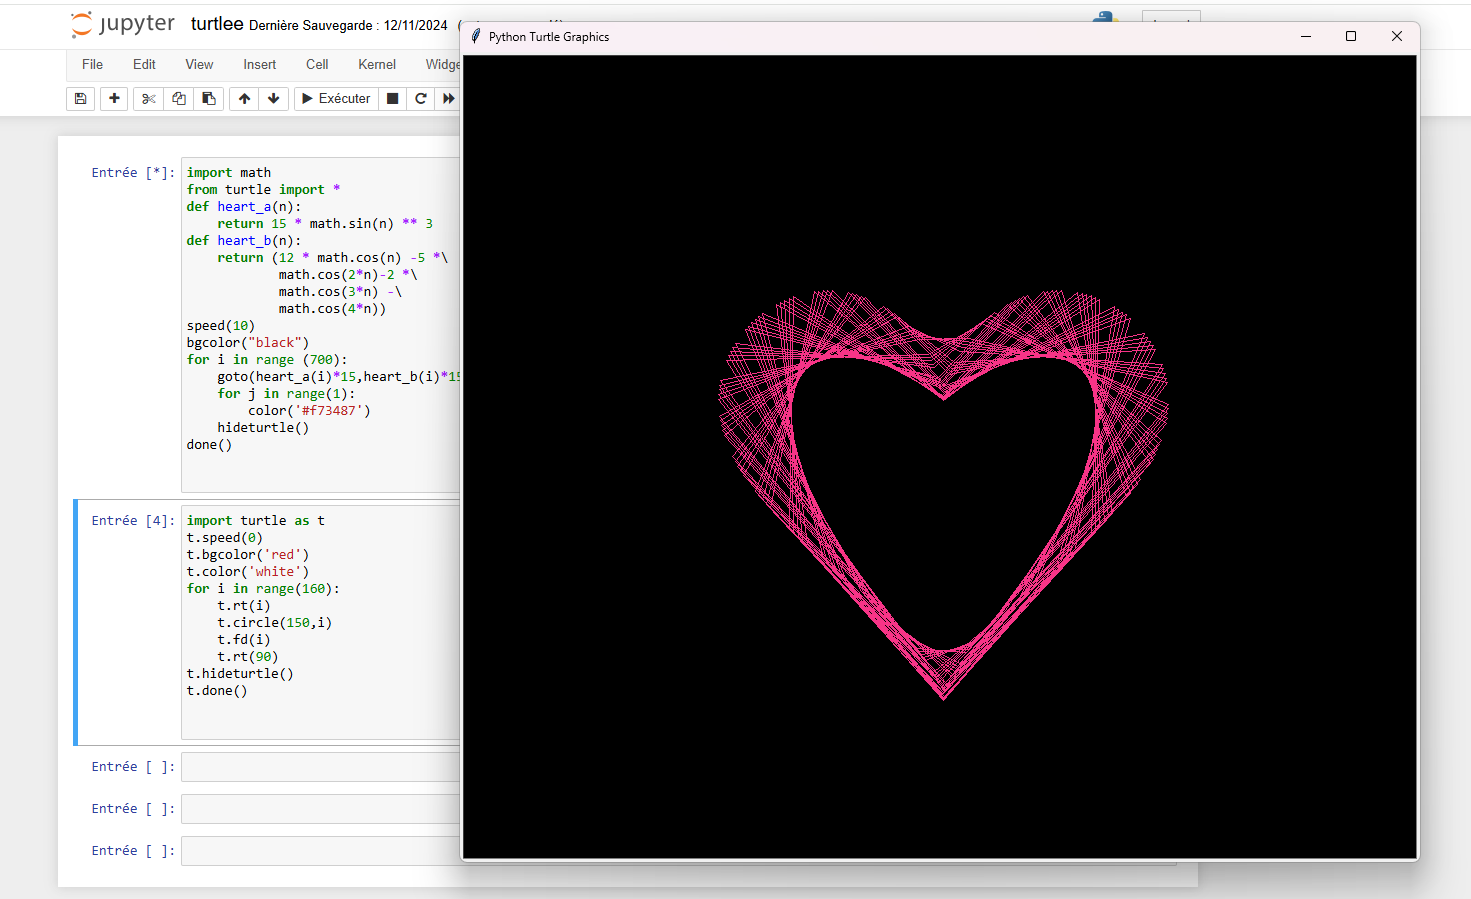 jupyter turtlee Dernière Sauvegarde : 12/11/2024
Python Turtle Graphics
File Edit View Insert Cell Kernel Widge
Exécuter
Entrée [*]:
import math
from turtle import *
def heart_a(n):
    return 15 * math.sin(n) ** 3
def heart_b(n):
    return (12 * math.cos(n) -5 *\
            math.cos(2*n)-2 *\
            math.cos(3*n) -\
            math.cos(4*n))
speed(10)
bgcolor("black")
for i in range (700):
    goto(heart_a(i)*15,heart_b(i)*15
    for j in range(1):
        color('#f73487')
    hideturtle()
done()
Entrée [4]:
import turtle as t
t.speed(0)
t.bgcolor('red')
t.color('white')
for i in range(160):
    t.rt(i)
    t.circle(150,i)
    t.fd(i)
    t.rt(90)
t.hideturtle()
t.done()
Entrée [ ]:
Entrée [ ]:
Entrée [ ]: